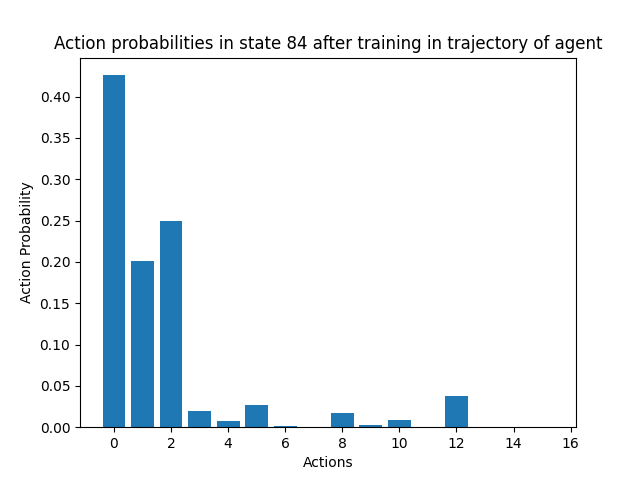 Action probabilities in state 84 after training in trajectory of agent
0.40
0.35
0.30
0.25
0.20
0.15
0.10
0.05
0.00
Action Probability
0 2 4 6 8 10 12 14 16
Actions